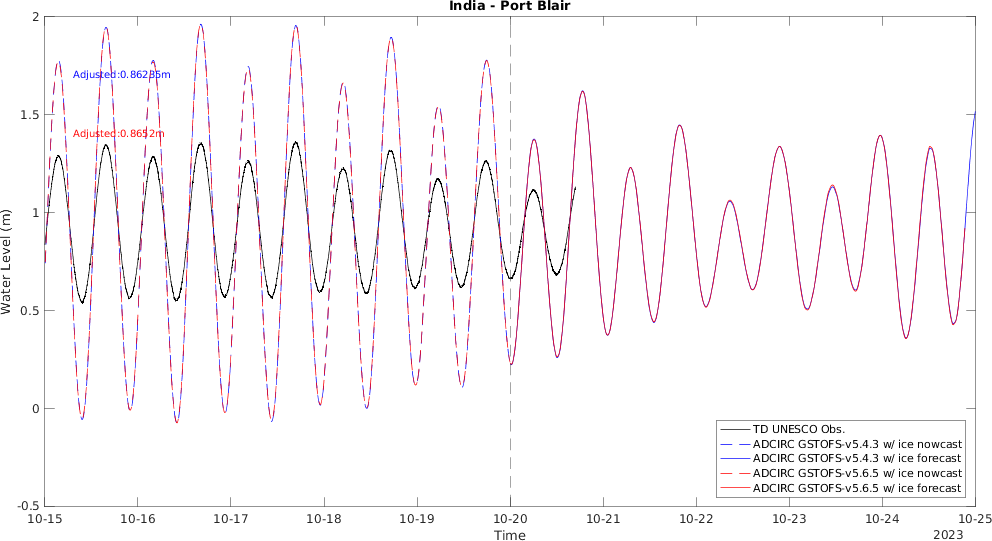 India - Port Blair
2
1.5
1
0.5
0
-0.5
Water Level (m)
Adjusted:0.86235m
Adjusted:0.8652m
TD UNESCO Obs.
ADCIRC GSTOFS-v5.4.3 w/ ice nowcast
ADCIRC GSTOFS-v5.4.3 w/ ice forecast
ADCIRC GSTOFS-v5.6.5 w/ ice nowcast
ADCIRC GSTOFS-v5.6.5 w/ ice forecast
10-15 10-16 10-17 10-18 10-19 10-20 10-21 10-22 10-23 10-24 10-25
Time
2023